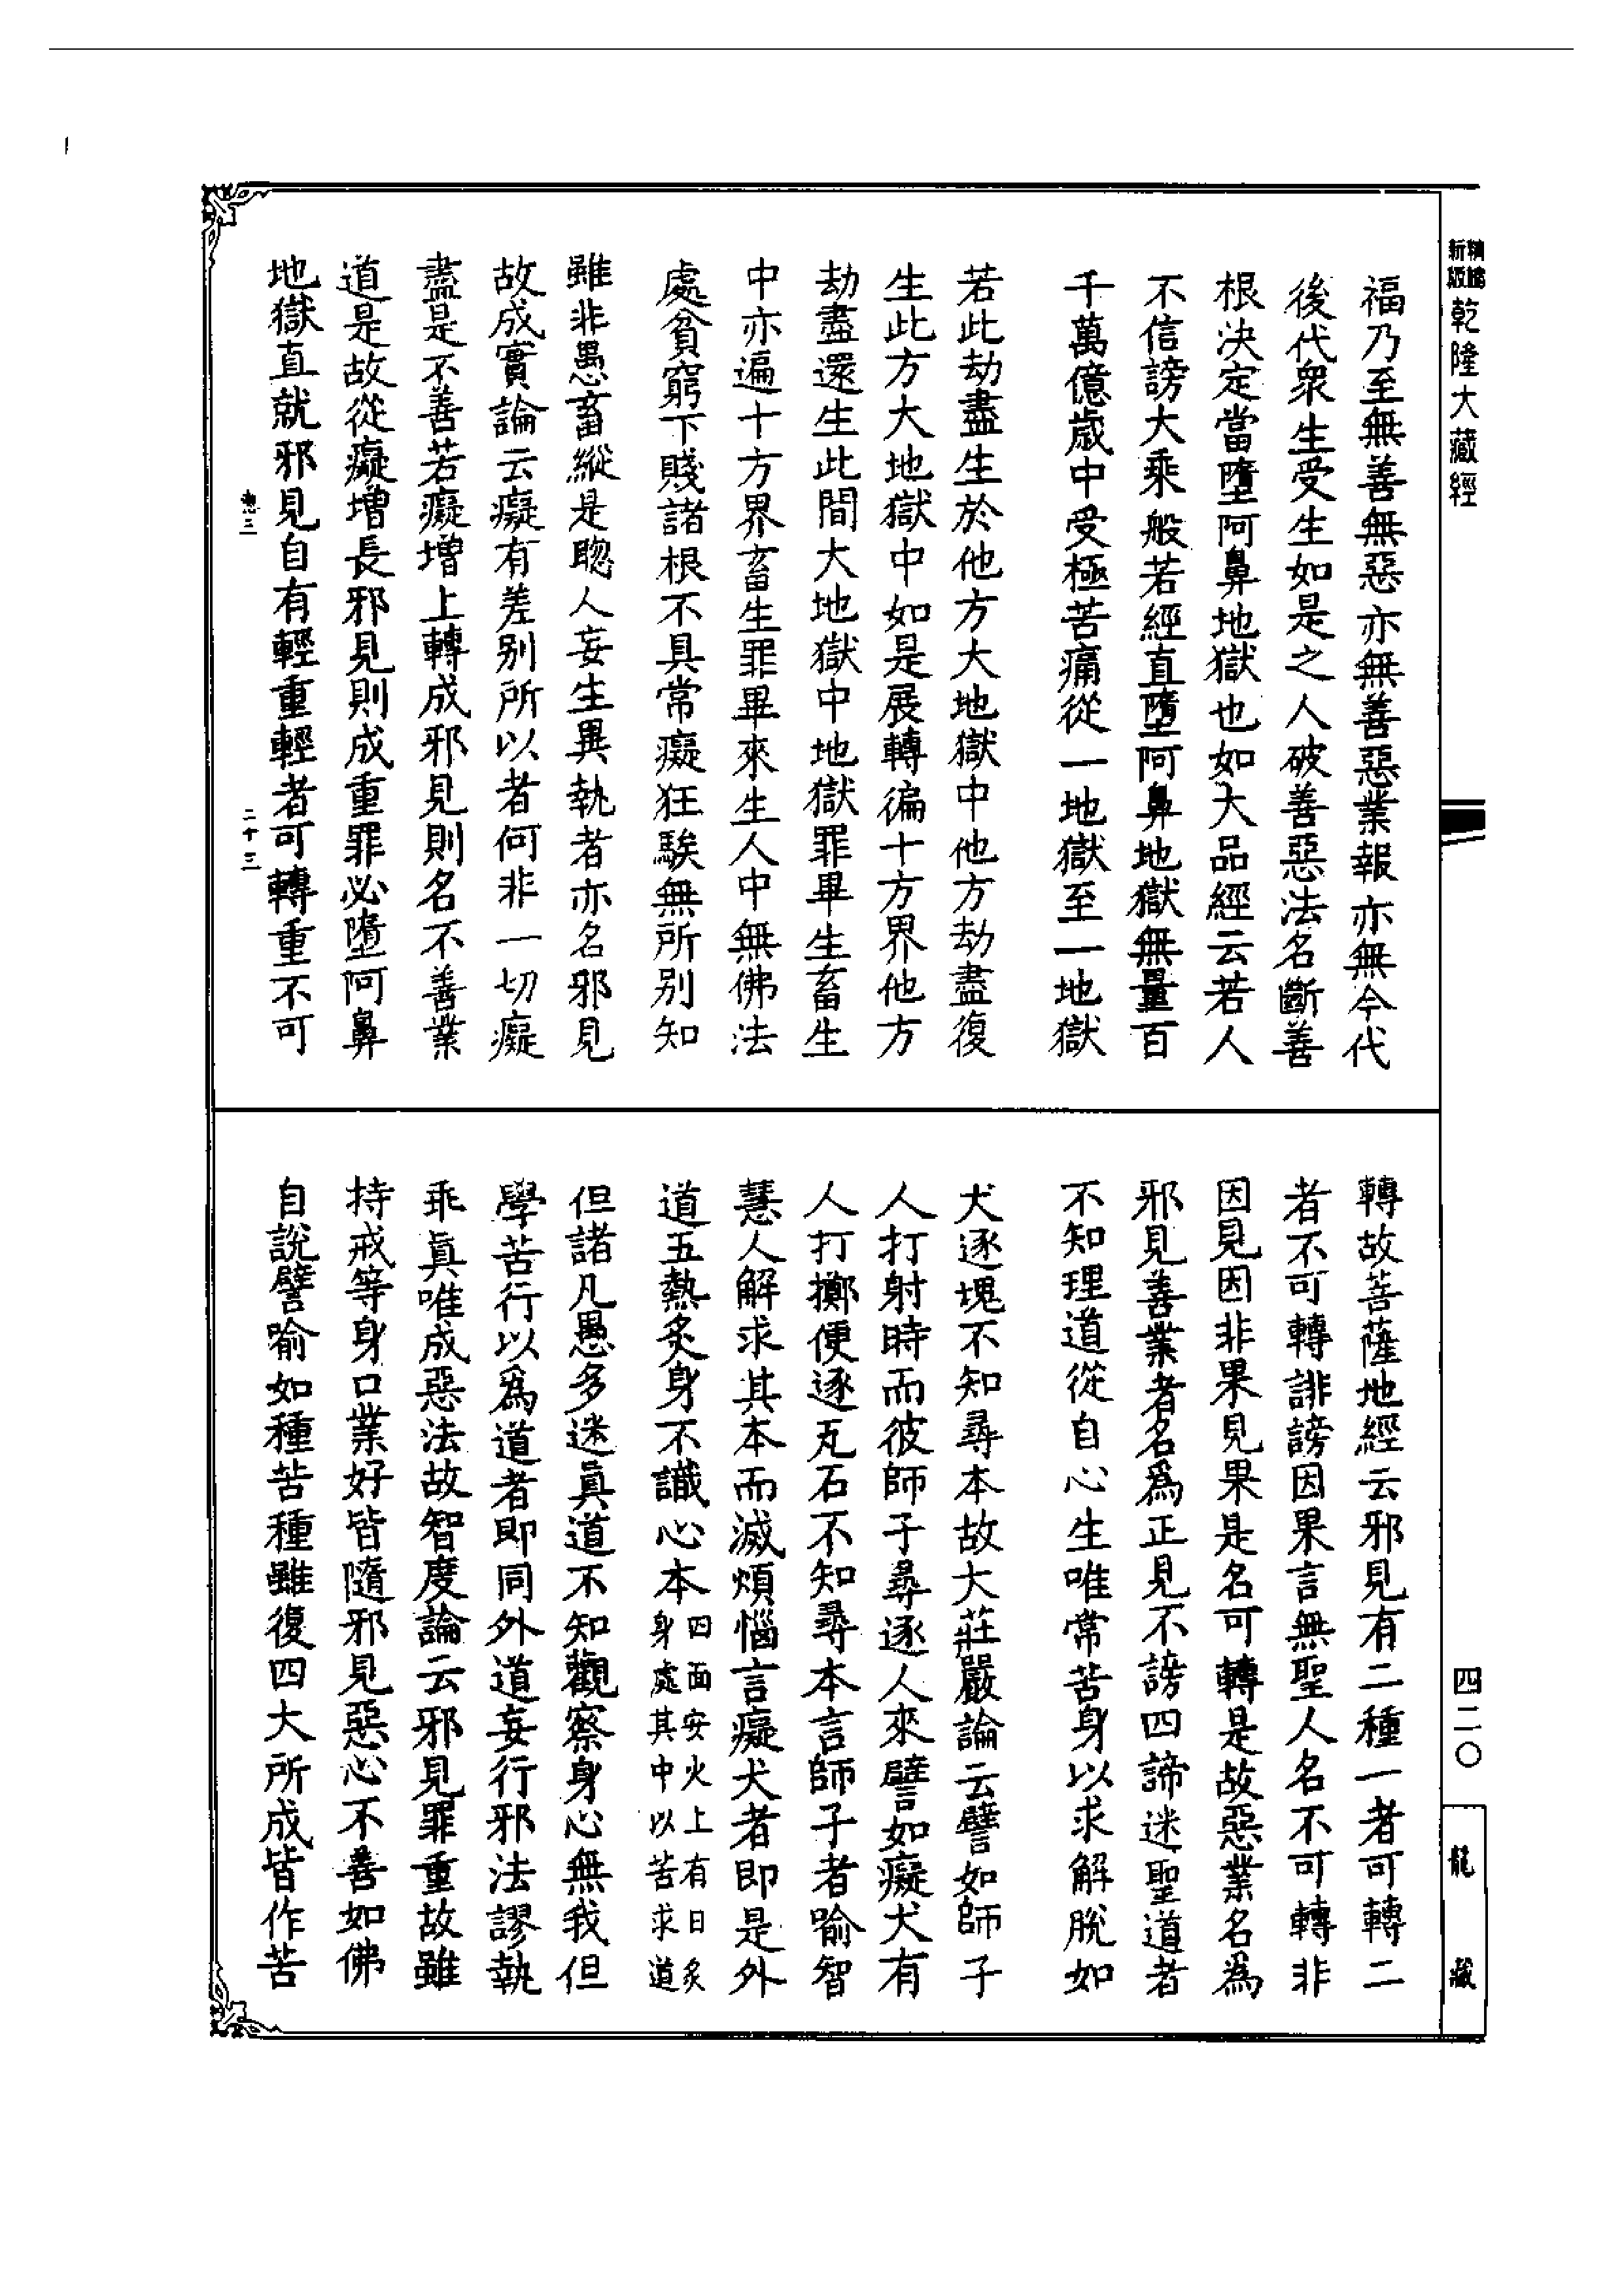 新版精縮乾隆大藏經
福乃至無善無惡亦無善惡業報亦無今代
後代衆生受生如是之人破善惡法名斷善
根决定當墮阿鼻地獄也如大品經云若人
不信謗大乘般若經直墮阿鼻地獄無量百
千萬億歲中受極苦痛從一地獄至一地獄
若此劫盡生於他方大地獄中他方劫盡復
生此方大地獄中如是展轉徧十方界他方
劫盡還生此間大地獄中地獄罪畢生畜生
中亦遍十方界畜生罪畢來生人中無佛法
處貧窮下賤諸根不具常癡狂騃無所别知
雖非愚畜縱是聰人妄生異執者亦名邪見
故成實論云癡有差别所以者何非一切癡
盡是不善若癡增上轉成邪見則名不善業
道是故從癡增長邪見則成重罪必墮阿鼻
地獄直就邪見自有輕重輕者可轉重不可
二十三
轉故菩薩地經云邪見有二種一者可轉二
者不可轉誹謗因果言無聖人名不可轉非
因見因非果見果是名可轉是故惡業名爲
邪見善業者名爲正見不謗四諦迷聖道者
不知理道從自心生唯常苦身以求解脫如
犬逐塊不知尋本故大莊嚴論云譬如師子
人打射時而彼師子尋逐人來譬如癡犬有
人打擲便逐瓦石不知尋本言師子者喻智
慧人解求其本而滅煩惱言癡犬者即是外
道五熱炙身不識心本四面安火上有日炙身處其中以苦求道
但諸凡愚多迷眞道不知觀察身心無我但
學苦行以爲道者即同外道妄行邪法謬執
乖眞唯成惡法故智度論云邪見罪重故雖
持戒等身口業好皆隨邪見惡心不善如佛
自說譬喻如種苦種雖復四大所成皆作苦
四二〇
龍藏